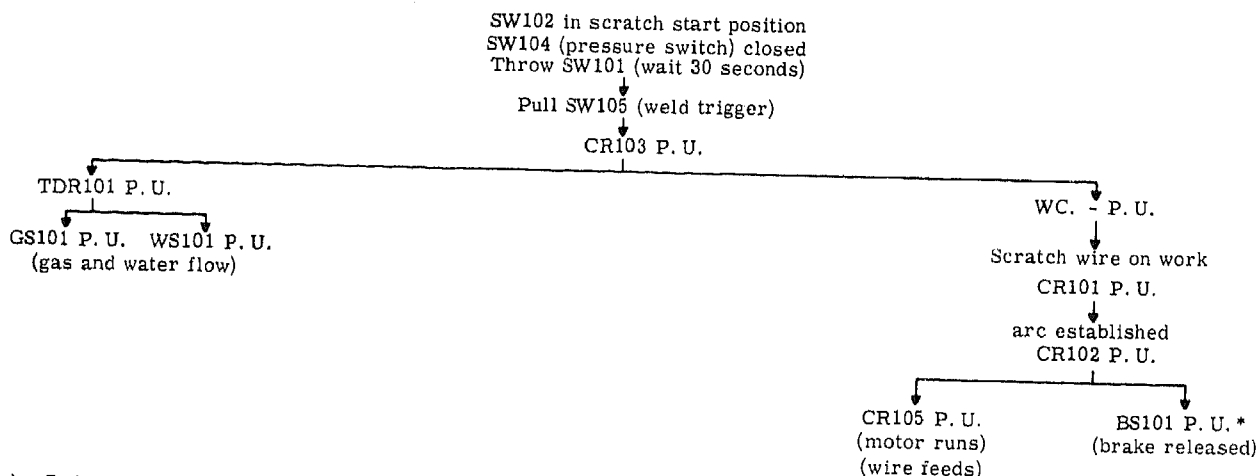 SW102 in scratch start position
SW104 (pressure switch) closed
Throw SW101 (wait 30 seconds)
Pull SW105 (weld trigger)
CR103 P. U.
TDR101 P. U.
GS101 P. U. WS101 P. U.
(gas and water flow)
WC. - P. U.
Scratch wire on work
CR101 P. U.
arc established
CR102 P. U.
CR105 P. U.
(motor runs)
(wire feeds)
BS101 P. U. *
(brake released)